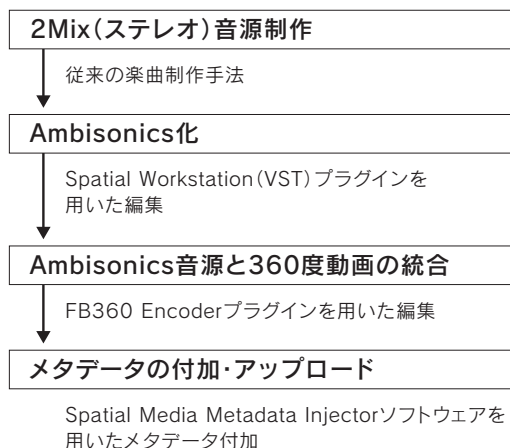 2Mix（ステレオ）音源制作
従来の楽曲制作手法
Ambisonics化
Spatial Workstation（VST）プラグインを
用いた編集
Ambisonics音源と360度動画の統合
FB360 Encoderプラグインを用いた編集
メタデータの付加・アップロード
Spatial Media Metadata Injectorソフトウェアを
用いたメタデータ付加